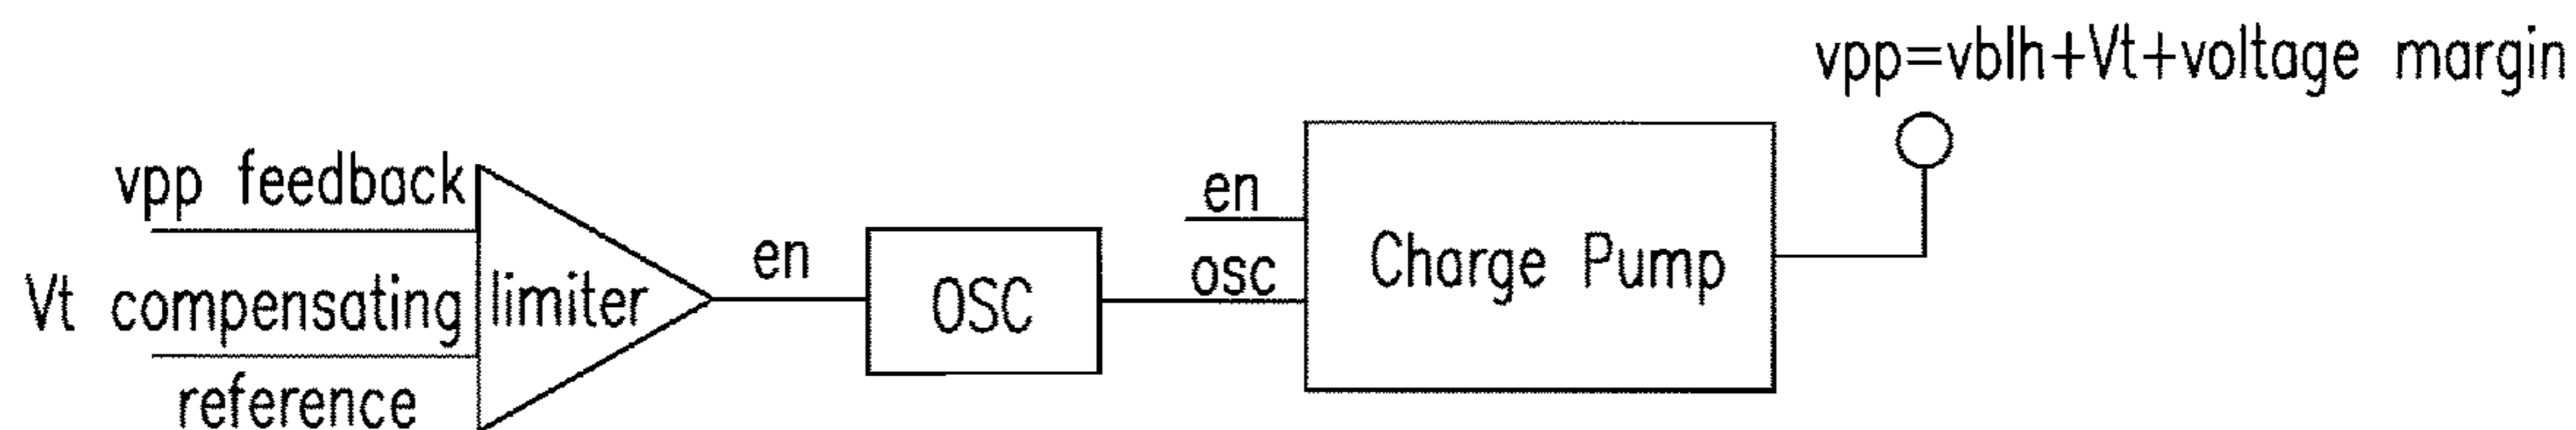 vpp=vblh+Vt+voltage margin
vpp feedback
en
en
Vt compensating
limiter
OSC
osc
Charge Pump
reference